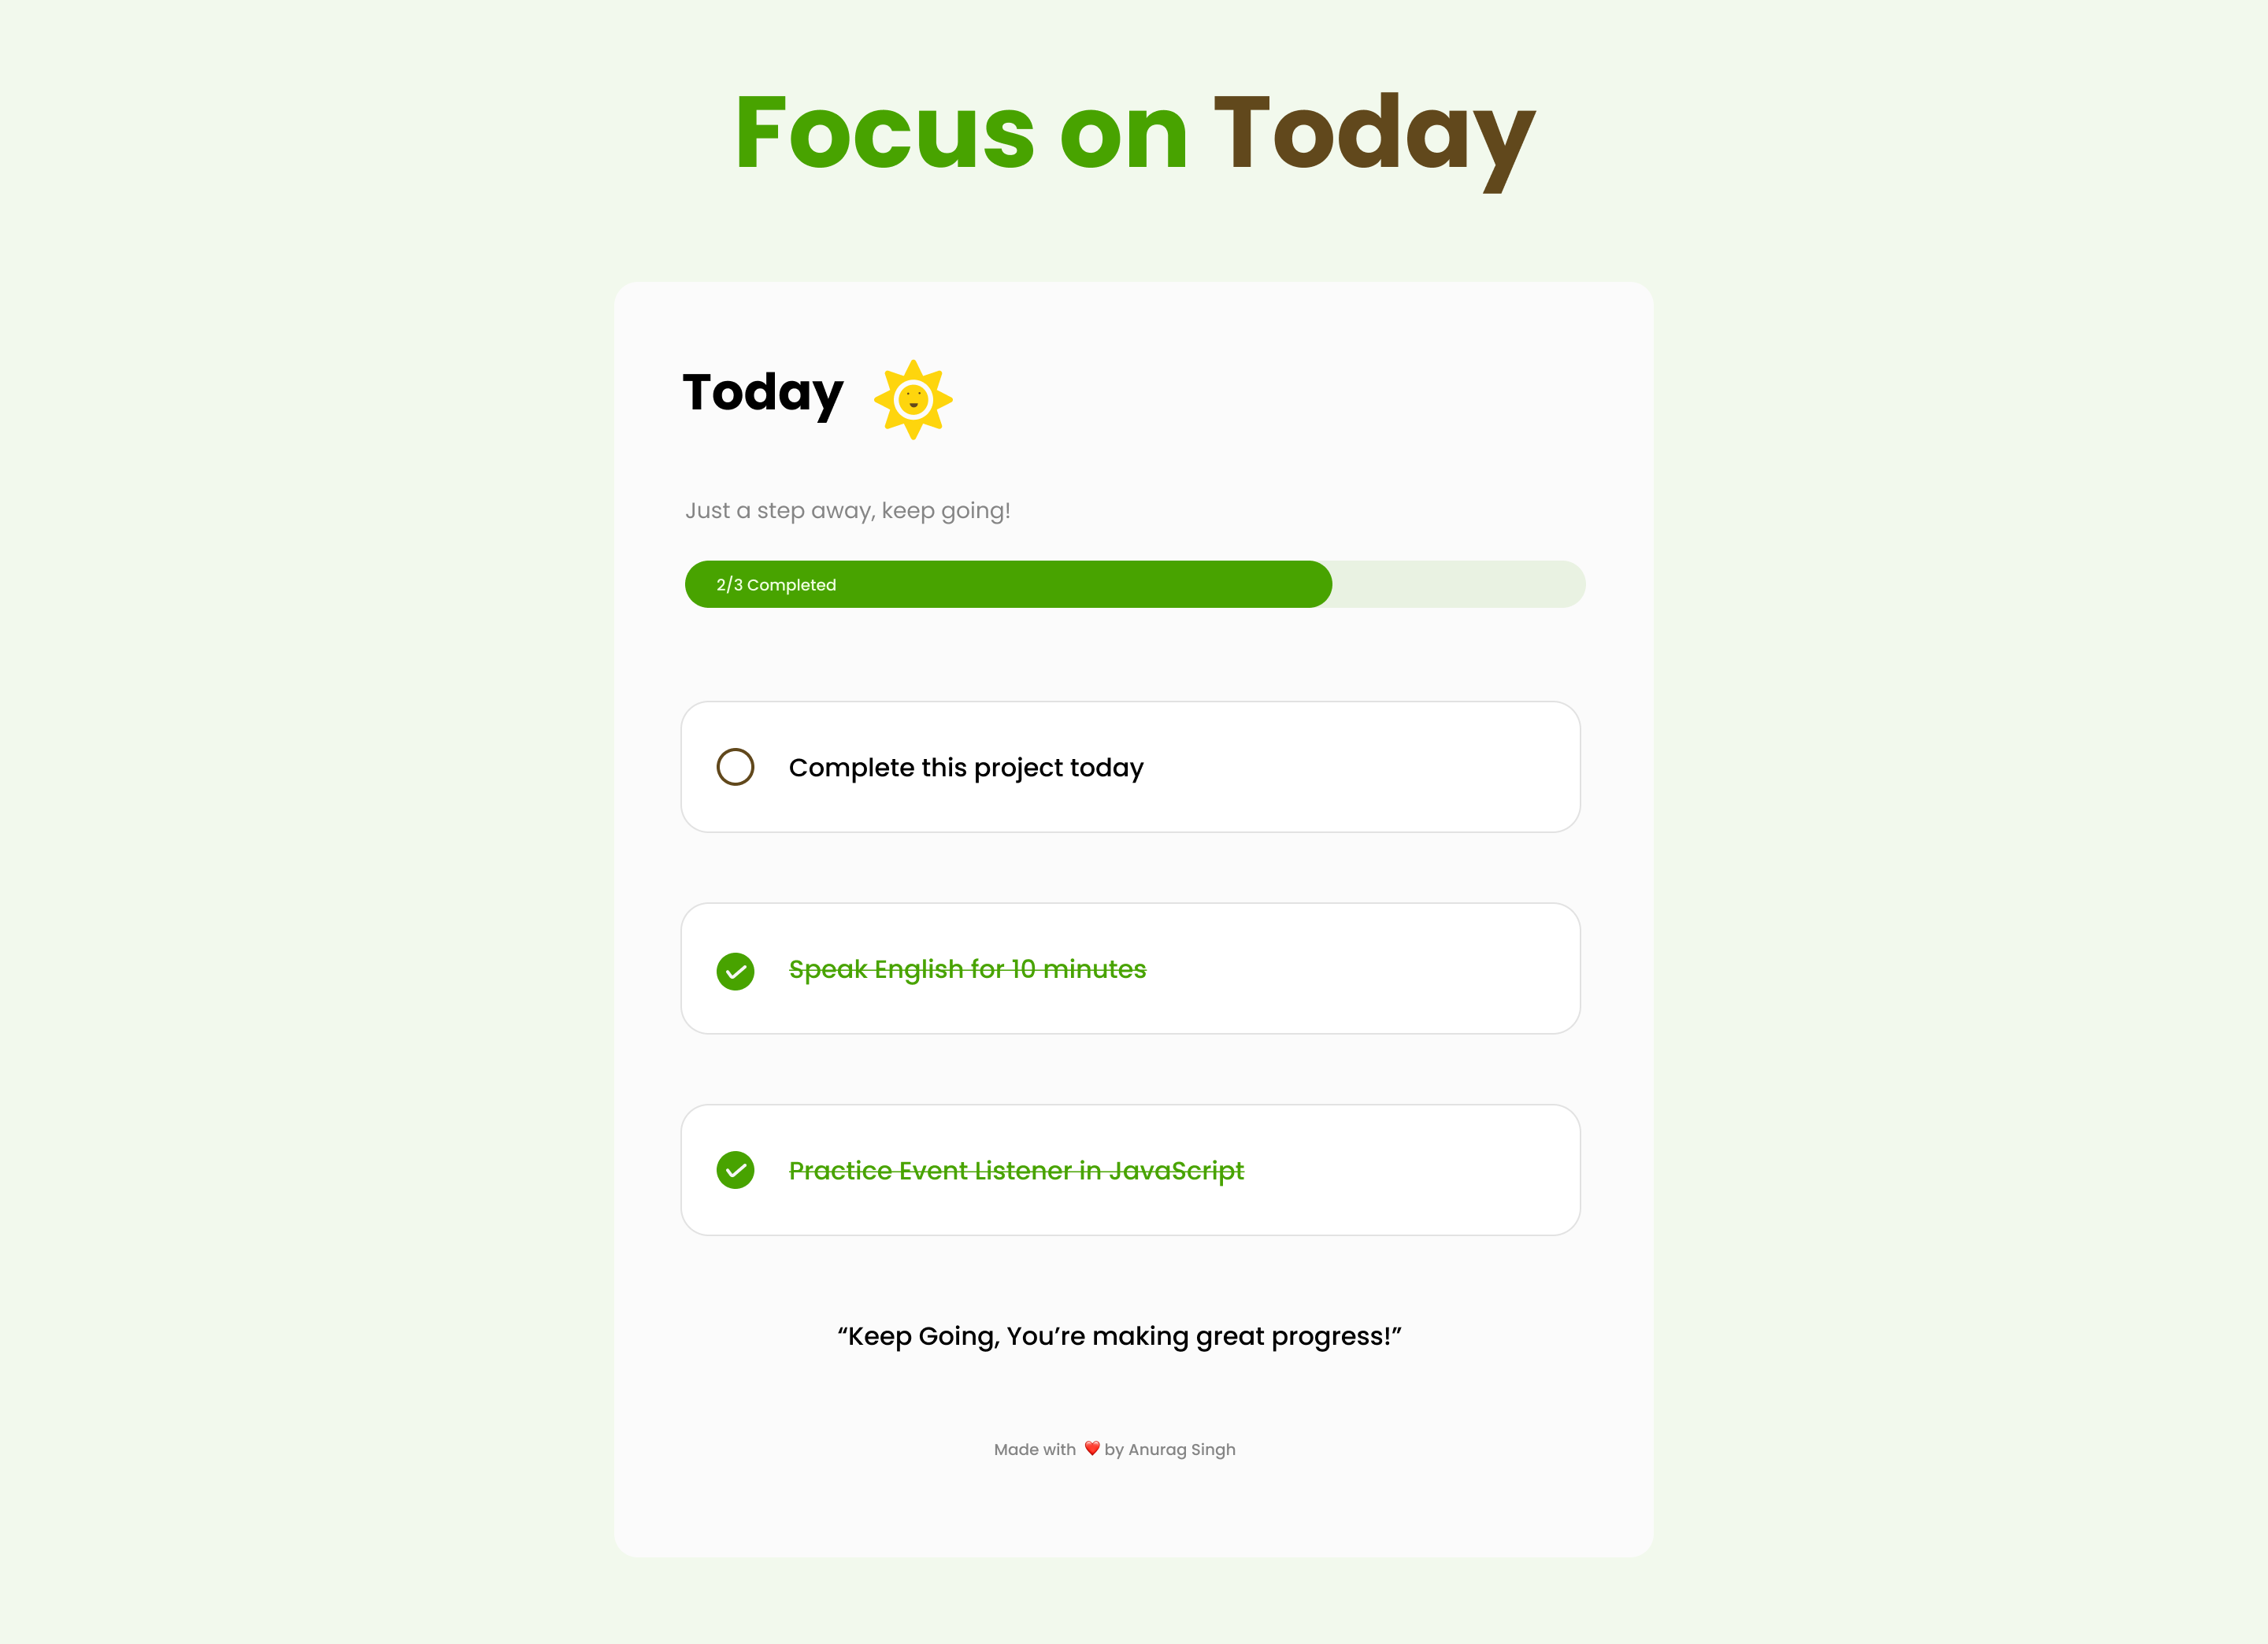 Focus on Today
Today
Just a step away, keep going!
2/3 Completed
Complete this project today
Speak English for 10 minutes
Practice Event Listener in JavaScript
“Keep Going, You’re making great progress!”
Made with ❤️ by Anurag Singh